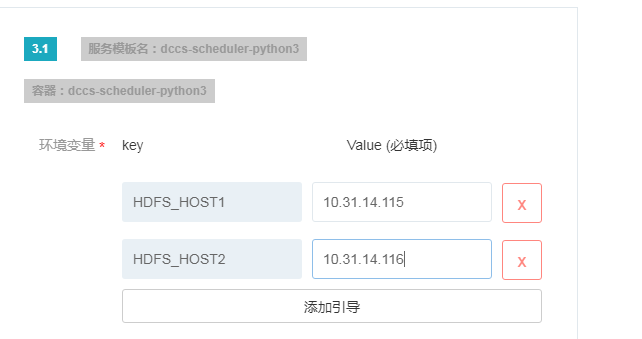 3.1 服务模板名：dccs-scheduler-python3
容器：dccs-scheduler-python3
环境变量 * key Value (必填项)
HDFS_HOST1 10.31.14.115 X
HDFS_HOST2 10.31.14.116 X
添加引导